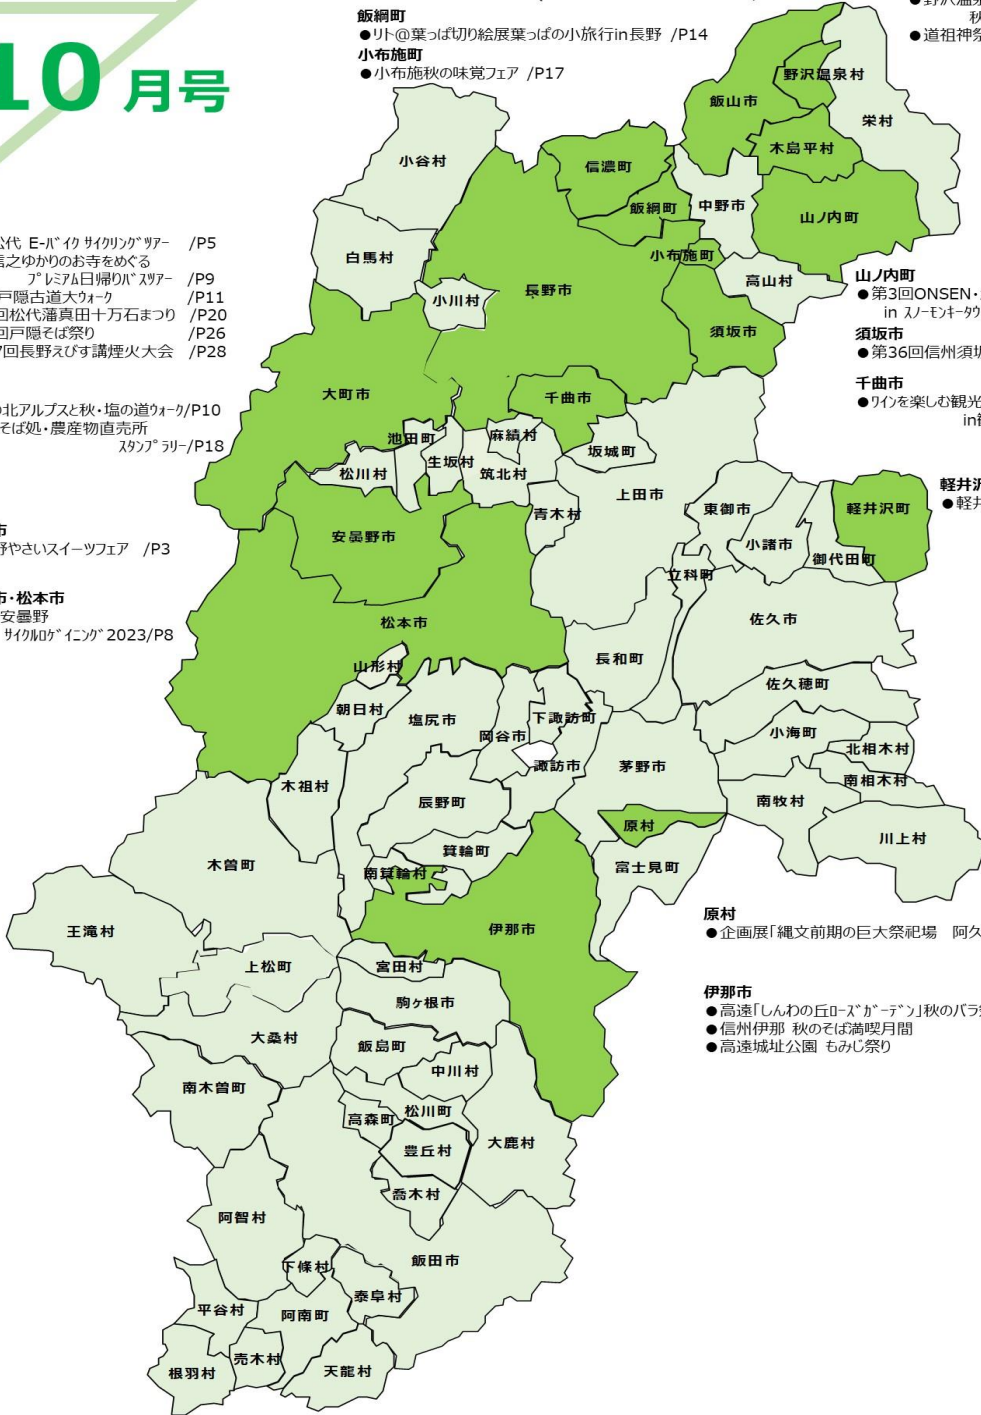 飯綱町
●リト@葉っぱ切り絵展葉っぱの小旅行in長野 /P14
小布施町
●小布施秋の味覚フェア /P17
10月号
●道祖神祭
松代 E-バイク サイクリングツアー /P5
信之ゆかりのお寺をめぐる
プレミアム日帰りバスツアー /P9
戸隠古道大ウォーク /P11
回松代藩真田十万石まつり /P20
回戸隠そば祭り /P26
回長野えびす講煙火大会 /P28
北アルプスと秋・塩の道ウォーク/P10
そば処・農産物直売所
スタンプラリー/P18
市
野やさいスイーツフェア /P3
市・松本市
安曇野
サイクルロゲイニング2023/P8
山ノ内町
●第3回ONSEN・
in スノーモンキータウ
須坂市
●第36回信州須坂
千曲市
●ワインを楽しむ観光
軽井沢
●軽井
原村
●企画展「縄文前期の巨大祭祀場 阿久
伊那市
●高遠「しんわの丘ローズガーデン」秋のバラ祭
●信州伊那 秋のそば満喫月間
●高遠城址公園 もみじ祭り
野沢温泉村
飯山市
栄村
木島平村
小谷村
信濃町
中野市
飯綱町
山ノ内町
白馬村
小布施町
高山村
長野市
小川村
須坂市
大町市
千曲市
池田町
麻績村
坂城町
生坂村
松川村
筑北村
上田市
青木村
東御市
軽井沢町
安曇野市
小諸市
御代田町
立科町
松本市
佐久市
長和町
山形村
佐久穂町
朝日村
塩尻市
下諏訪町
岡谷市
小海町
北相木村
諏訪市
茅野市
南相木村
木祖村
辰野町
南牧村
原村
川上村
箕輪町
木曽町
南箕輪村
富士見町
王滝村
伊那市
上松町
宮田村
駒ヶ根市
大桑村
飯島町
中川村
南木曽町
高森町
松川町
豊丘村
大鹿村
喬木村
阿智村
飯田市
下條村
泰阜村
平谷村
阿南町
売木村
根羽村
天龍村